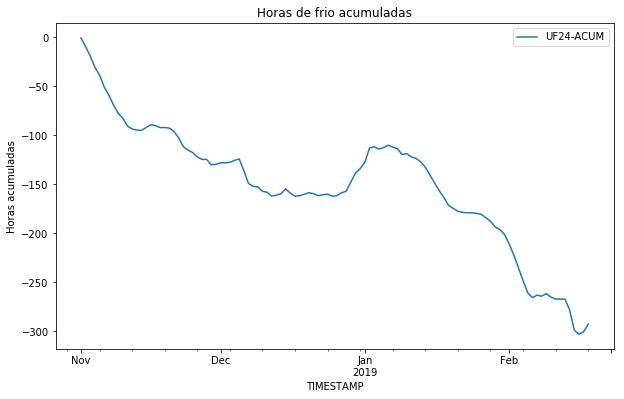 Horas de frio acumuladas
UF24-ACUM
Horas acumuladas
0
−50
−100
−150
−200
−250
−300
Nov
Dec
Jan
2019
Feb
TIMESTAMP